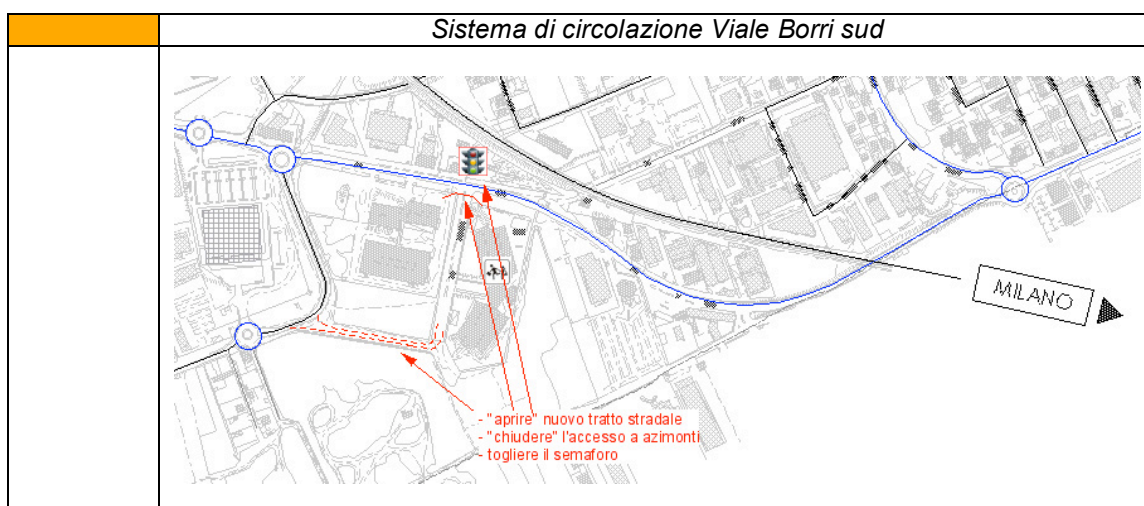 Sistema di circolazione Viale Borri sud
MILANO
- "aprire" nuovo tratto stradale
- "chiudere" l'accesso a azimonti
- togliere il semaforo